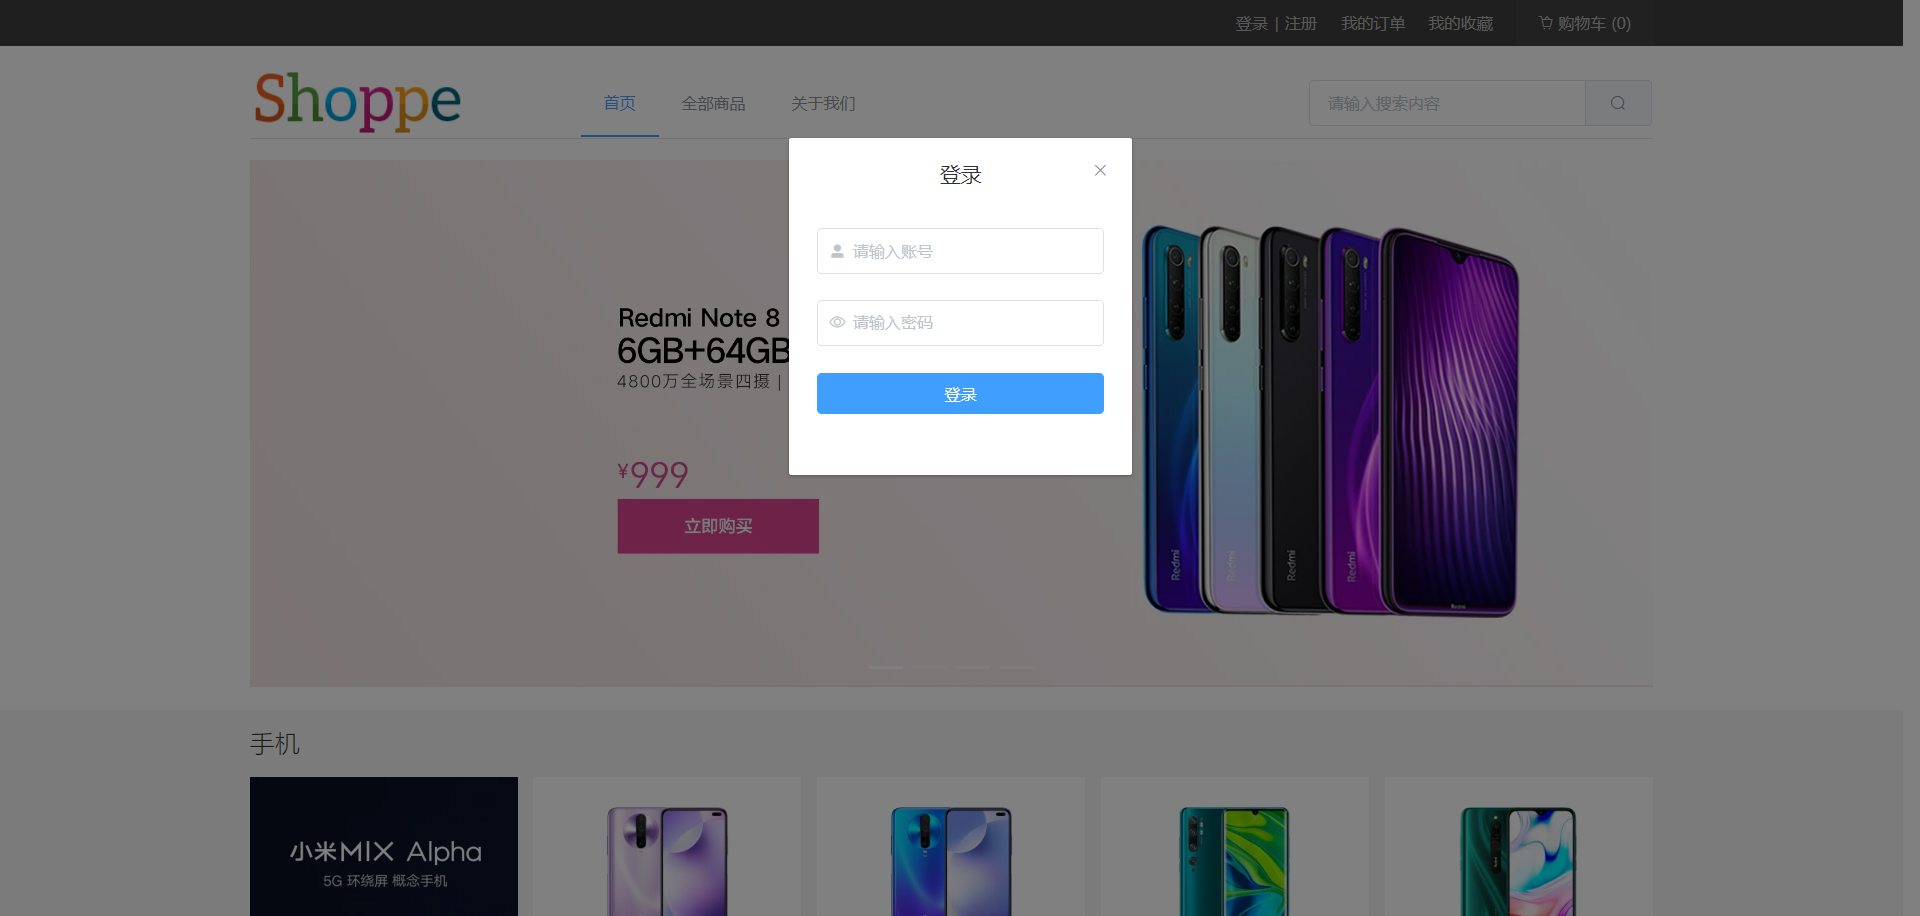 登录 | 注册 我的订单 我的收藏 购物车 (0)
Shoppe 首页 全部商品 关于我们 请输入搜索内容
登录
请输入账号
请输入密码
登录
Redmi Note 8
6GB+64GB
4800万全场景四摄 |
¥999
立即购买
Redmi Redmi Redmi Redmi Redmi
手机
小米MIX Alpha
5G 环绕屏 概念手机